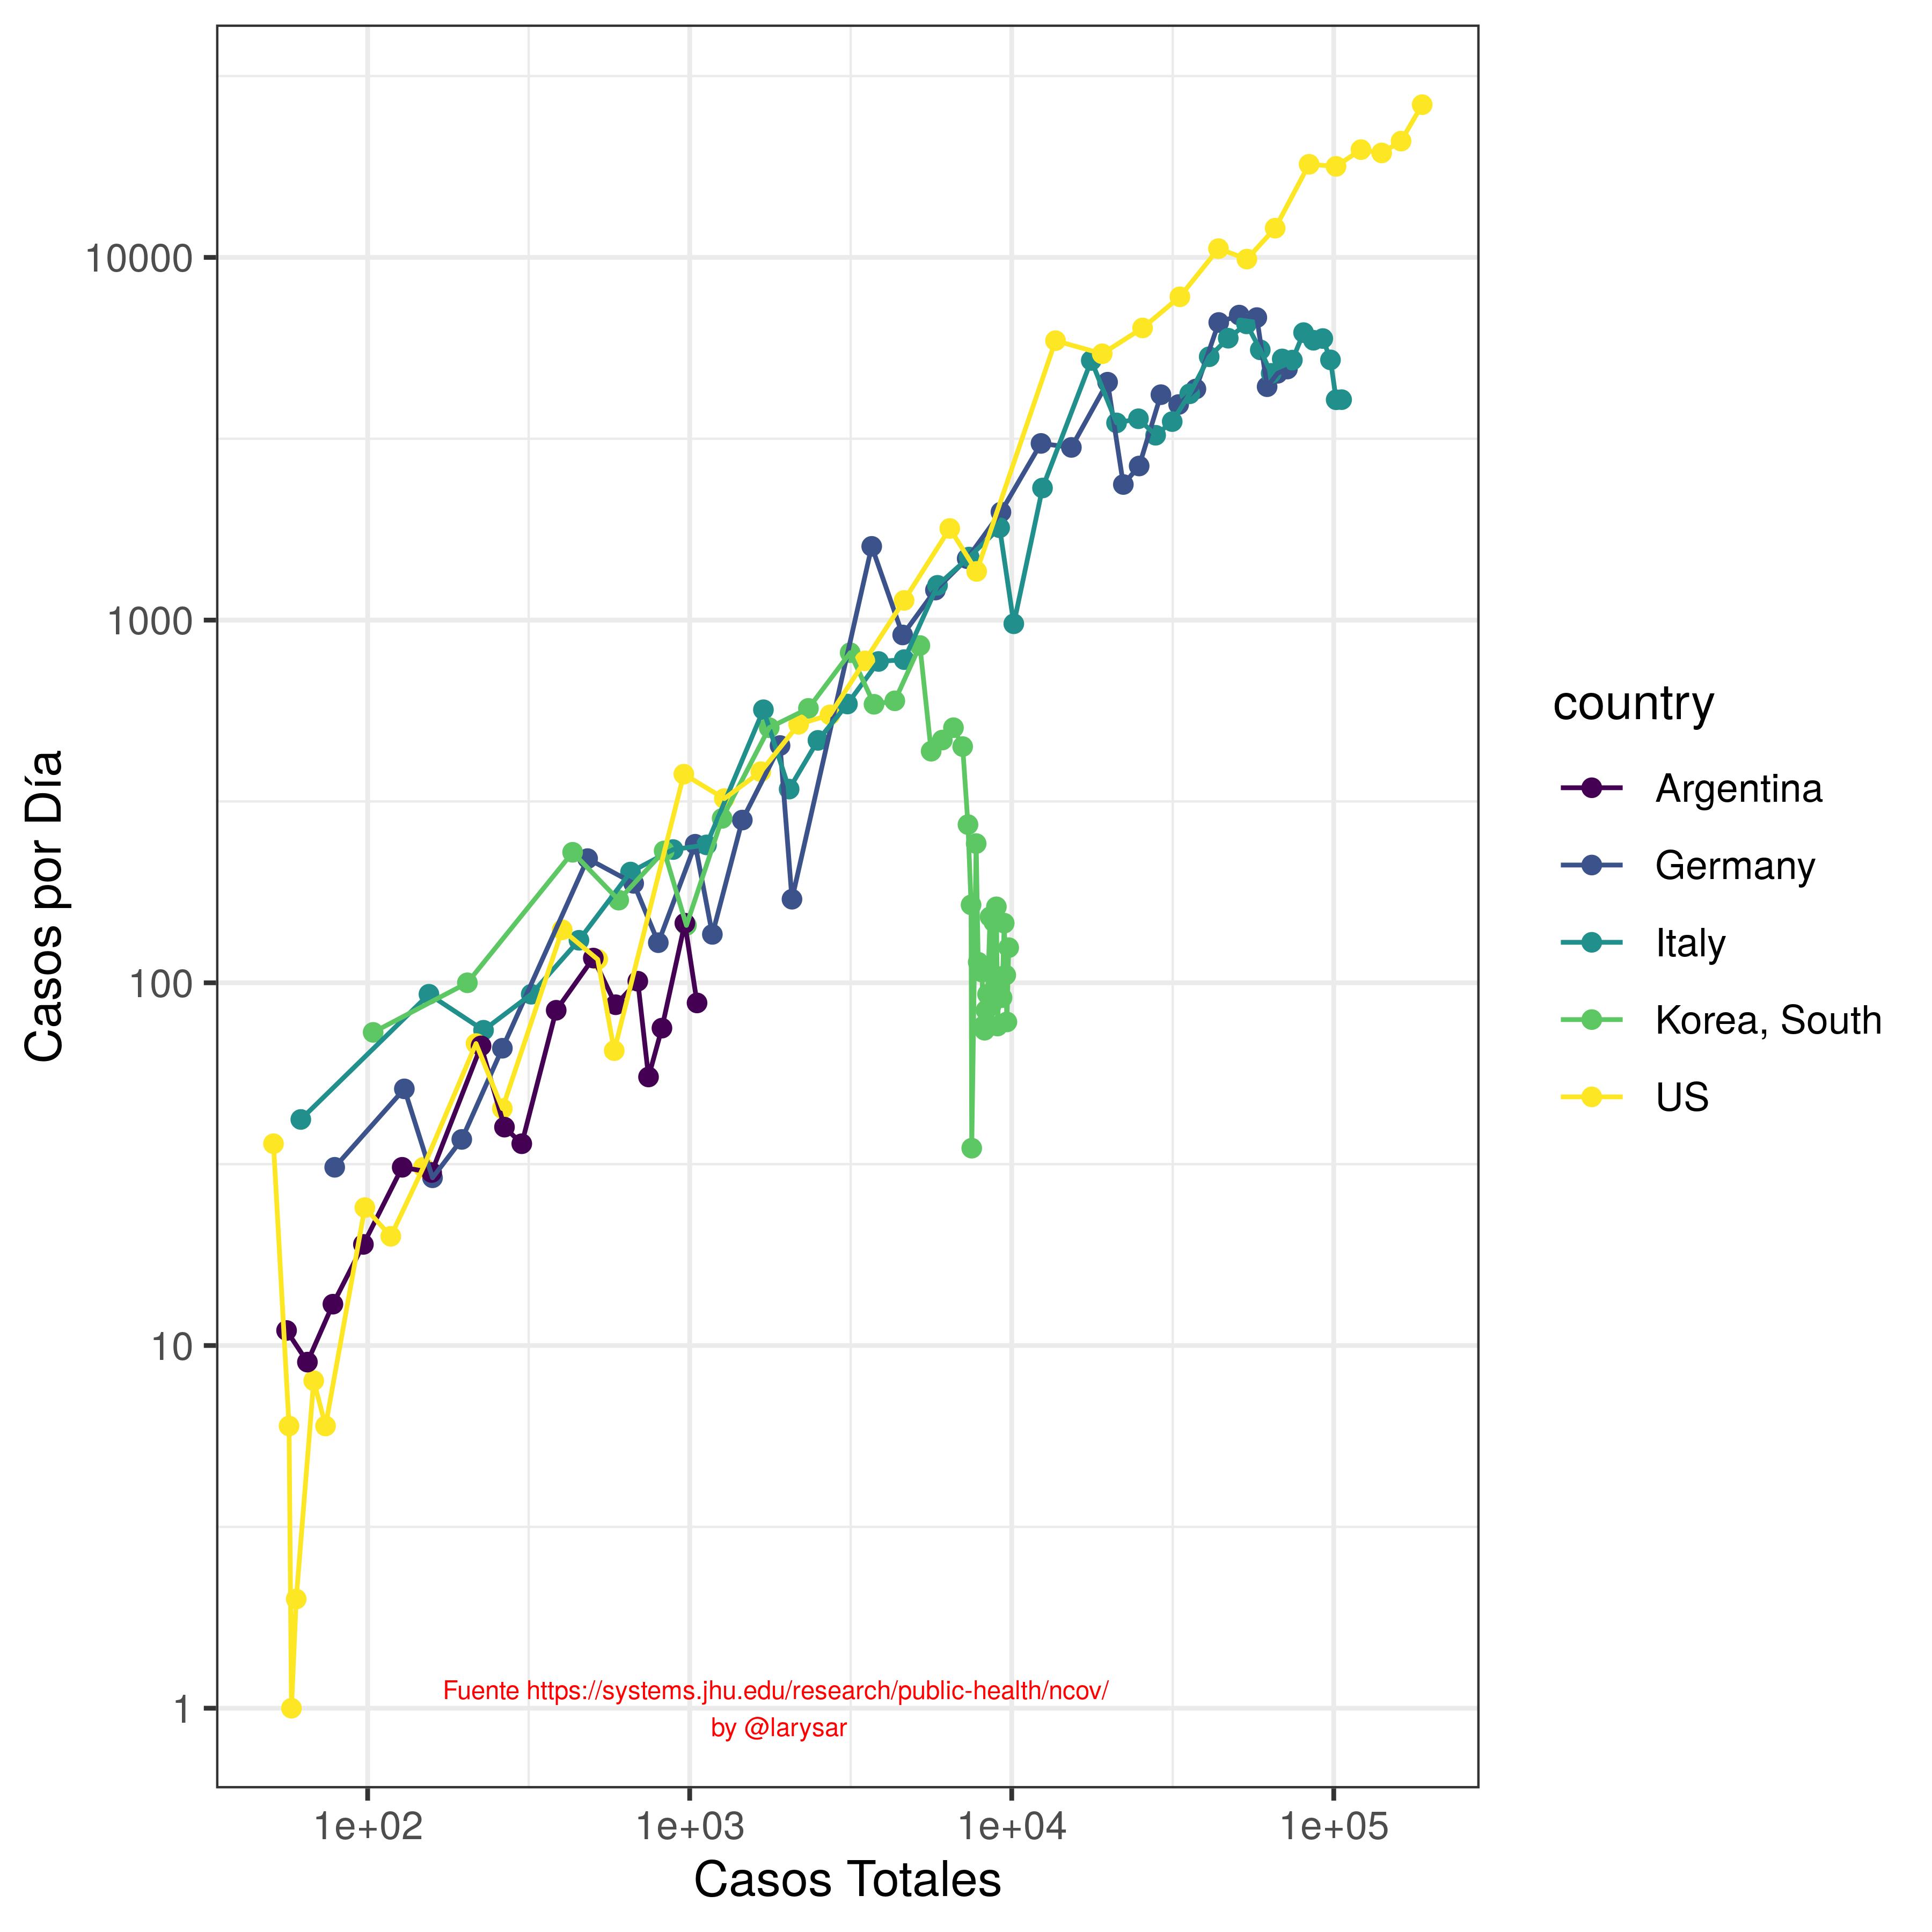 Casos por Día
10000
1000
100
10
1
Fuente https://systems.jhu.edu/research/public-health/ncov/
by @larysar
1e+02
1e+03
1e+04
1e+05
Casos Totales
country
Argentina
Germany
Italy
Korea, South
US